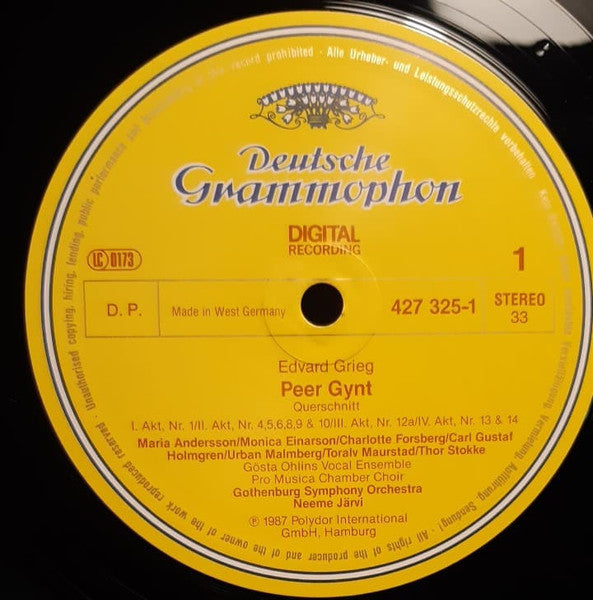 Deutsche
Grammophon
DIGITAL
RECORDING
LC 0173
1
D. P.
Made in West Germany
427 325-1
STEREO
33
Edvard Grieg
Peer Gynt
Querschnitt
I. Akt, Nr. 1/II. Akt, Nr. 4,5,6,8,9 & 10/III. Akt, Nr. 12a/IV. Akt, Nr. 13 & 14
Maria Andersson/Monica Einarson/Charlotte Forsberg/Carl Gustaf
Holmgren/Urban Malmberg/Toralv Maurstad/Thor Stokke
Gösta Ohlins Vocal Ensemble
Pro Musica Chamber Choir
Gothenburg Symphony Orchestra
Neeme Järvi
℗ 1987 Polydor International
GmbH, Hamburg
Alle Urheber- und Leistungsschutzrechte vorbehalten · Vermietung, Aufführung, Sendung! · All rights of the producer and of the owner of the work reproduced reserved · Unauthorised copying, hiring, lending, public performance and broadcasting of this record prohibited ·